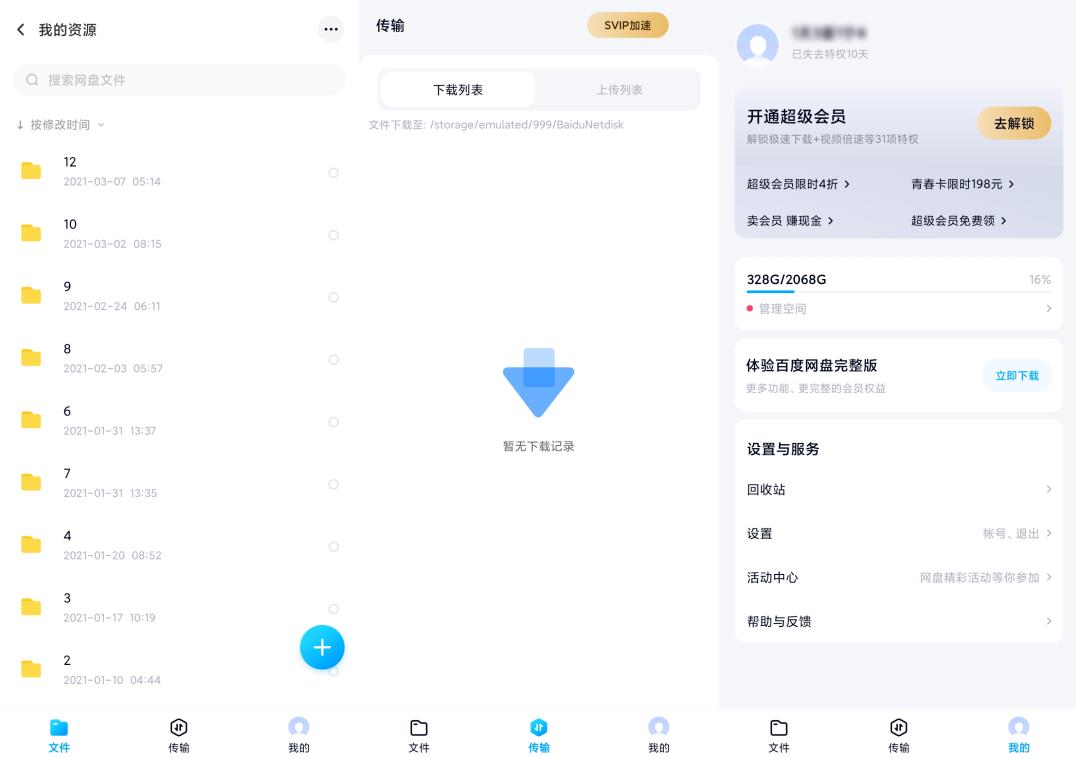 我的资源
搜索网盘文件
按修改时间
12
2021-03-07 05:14
10
2021-03-02 08:15
9
2021-02-24 06:11
8
2021-02-03 05:57
6
2021-01-31 13:37
7
2021-01-31 13:35
4
2021-01-20 08:52
3
2021-01-17 10:19
2
2021-01-10 04:44
文件
传输
我的
传输
SVIP加速
下载列表
上传列表
文件下载至: /storage/emulated/999/BaiduNetdisk
暂无下载记录
文件
传输
我的
已失去特权10天
开通超级会员
解锁极速下载+视频倍速等31项特权
去解锁
超级会员限时4折
青春卡限时198元
卖会员 赚现金
超级会员免费领
328G/2068G
16%
管理空间
体验百度网盘完整版
更多功能、更完整的会员权益
立即下载
设置与服务
回收站
设置
帐号、退出
活动中心
网盘精彩活动等你参加
帮助与反馈
文件
传输
我的